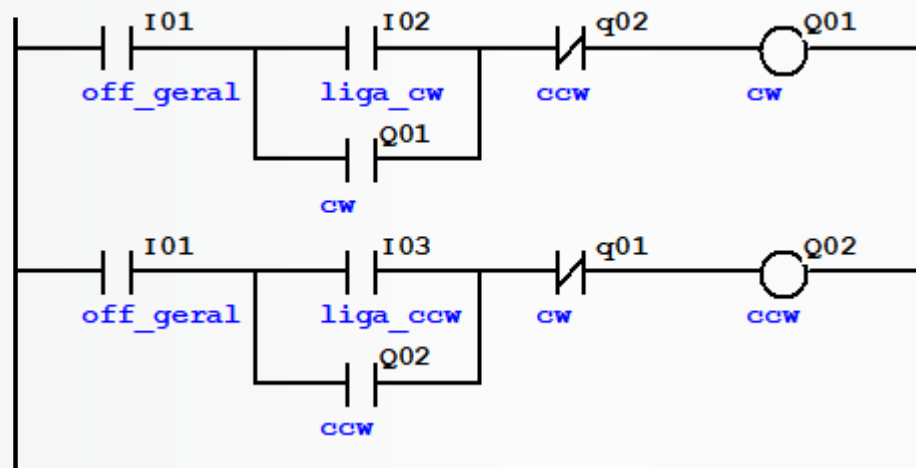 I01 I02 q02 Q01
off_geral liga_cw ccw cw
Q01
cw
I01 I03 q01 Q02
off_geral liga_ccw cw ccw
Q02
ccw